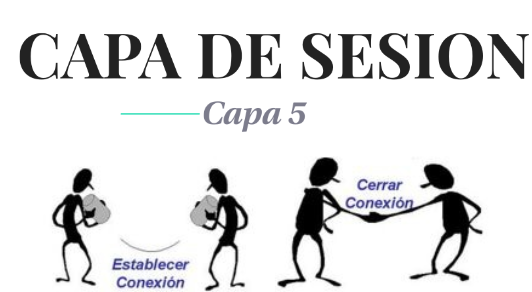 CAPA DE SESION
Capa 5
Establecer
Conexión
Cerrar
Conexión